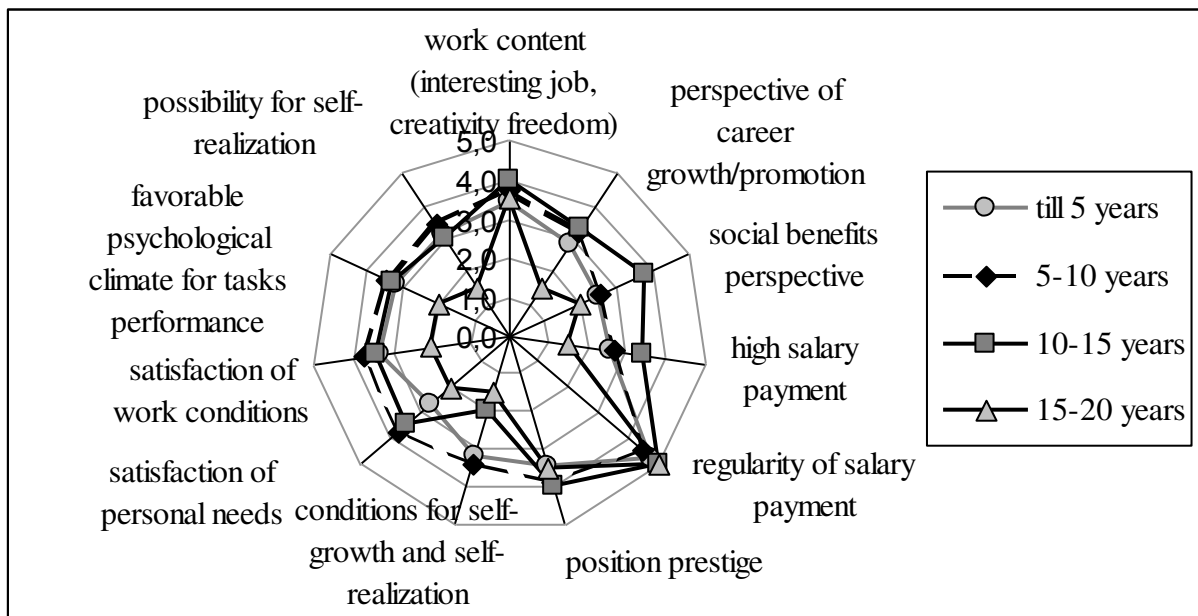 work content
(interesting job,
creativity freedom)
perspective of
career
growth/promotion
social benefits
perspective
high salary
payment
regularity of salary
payment
position prestige
conditions for self-
growth and self-
realization
satisfaction of
personal needs
satisfaction of
work conditions
favorable
psychological
climate for tasks
performance
possibility for self-
realization
5,0
4,0
3,0
2,0
1,0
0,0
till 5 years
5-10 years
10-15 years
15-20 years